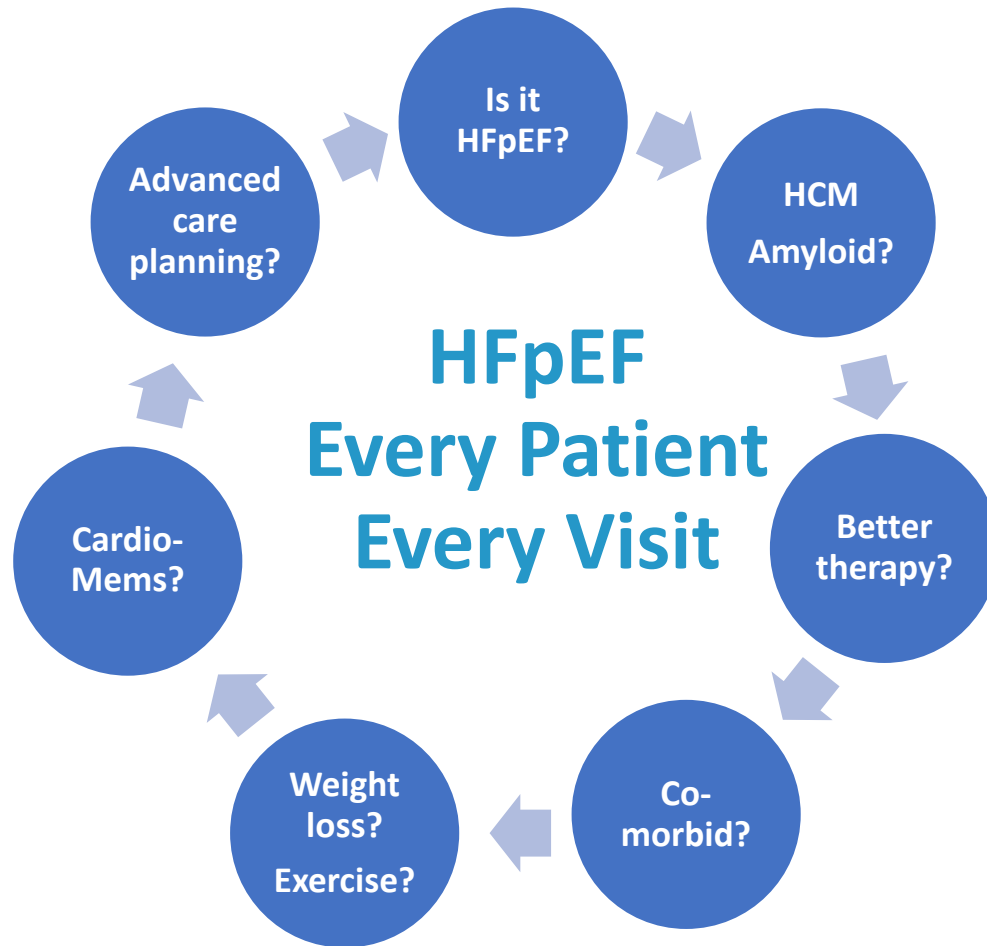 Is it
HFpEF?
HCM
Amyloid?
Better
therapy?
Co-
morbid?
Weight
loss?
Exercise?
Cardio-
Mems?
Advanced
care
planning?
HFpEF
Every Patient
Every Visit